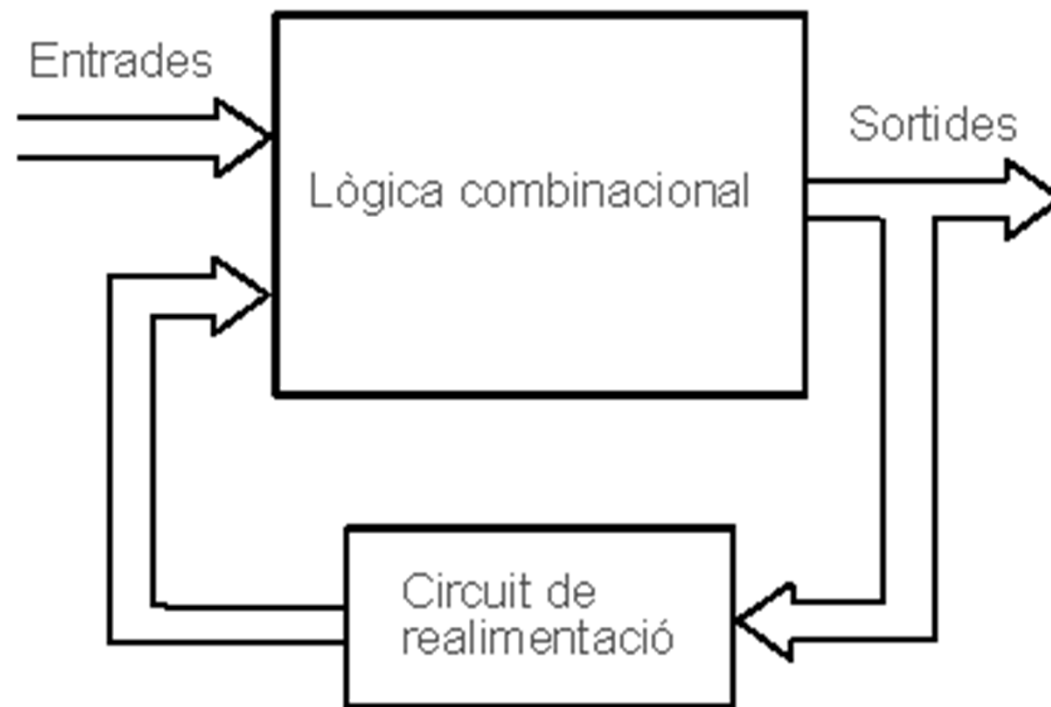 Entrades
Sortides
Lògica combinacional
Circuit de
realimentació